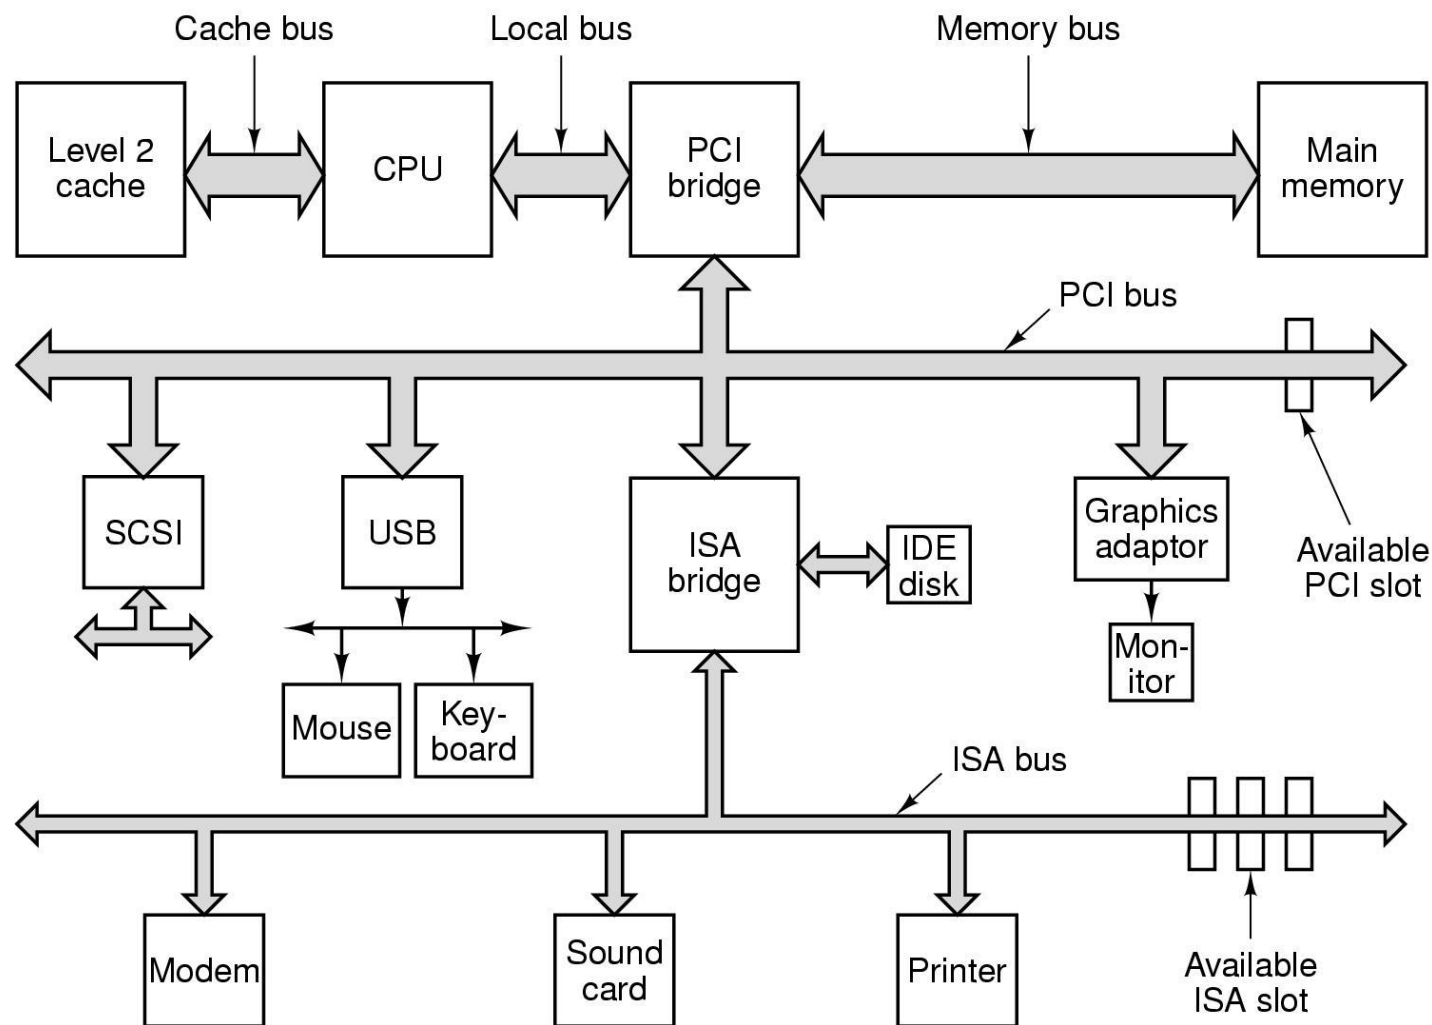 Cache bus
Local bus
Memory bus
Level 2
cache
CPU
PCI
bridge
Main
memory
PCI bus
SCSI
USB
ISA
bridge
IDE
disk
Graphics
adaptor
Available
PCI slot
Mon-
itor
Mouse
Key-
board
ISA bus
Modem
Sound
card
Printer
Available
ISA slot